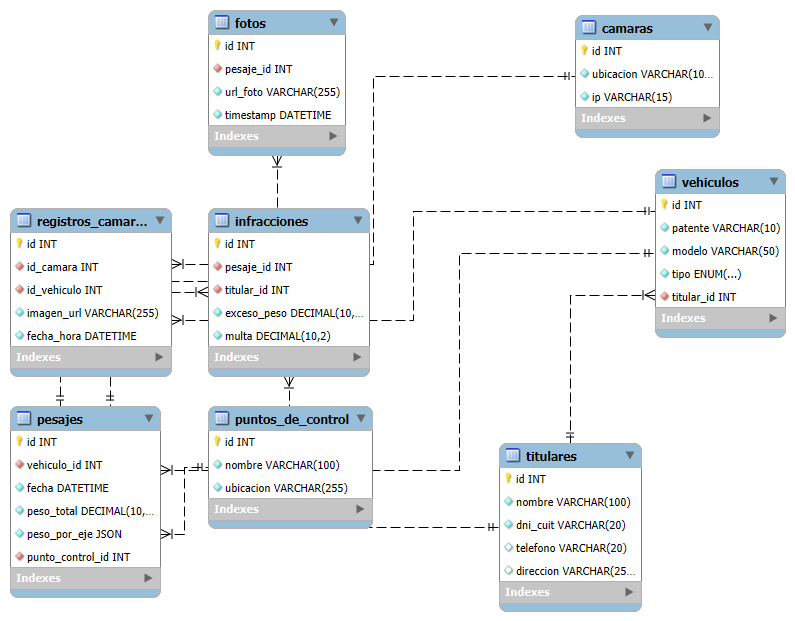 fotos
id INT
pesaje_id INT
url_foto VARCHAR(255)
timestamp DATETIME
Indexes
camaras
id INT
ubicacion VARCHAR(10...
ip VARCHAR(15)
Indexes
vehiculos
id INT
patente VARCHAR(10)
modelo VARCHAR(50)
tipo ENUM(...)
titular_id INT
Indexes
registros_camar...
id INT
id_camara INT
id_vehiculo INT
imagen_url VARCHAR(255)
fecha_hora DATETIME
Indexes
infracciones
id INT
pesaje_id INT
titular_id INT
exceso_peso DECIMAL(10,...
multa DECIMAL(10,2)
Indexes
pesajes
id INT
vehiculo_id INT
fecha DATETIME
peso_total DECIMAL(10,...
peso_por_eje JSON
punto_control_id INT
Indexes
puntos_de_control
id INT
nombre VARCHAR(100)
ubicacion VARCHAR(255)
Indexes
titulares
id INT
nombre VARCHAR(100)
dni_cuit VARCHAR(20)
telefono VARCHAR(20)
direccion VARCHAR(25...
Indexes